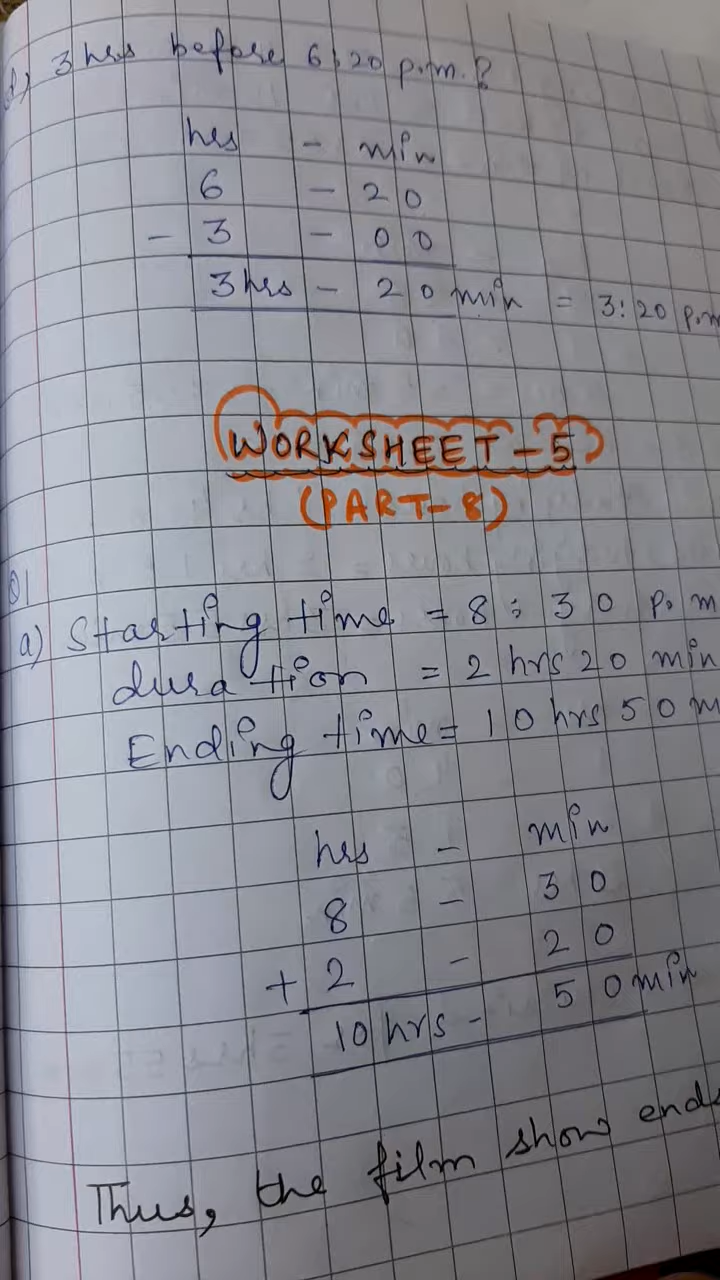 d) 3 hrs before 6:20 p.m.?
hrs - min
6 - 20
- 3 - 00
3 hrs - 20 min = 3:20 p.m
WORKSHEET-5
(PART-8)
Q1
a) Starting time = 8:30 p.m
duration = 2 hrs 20 min
Ending time = 10 hrs 50 m
hrs - min
8 - 30
+ 2 - 20
10 hrs - 50 min
Thus, the film show ends